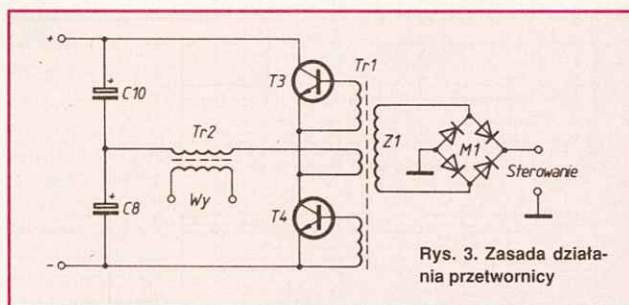 +
T3
Tr1
C10
Tr2
Z1
M1
Sterowanie
Wy
C8
T4
-
Rys. 3. Zasada działa-
nia przetwornicy